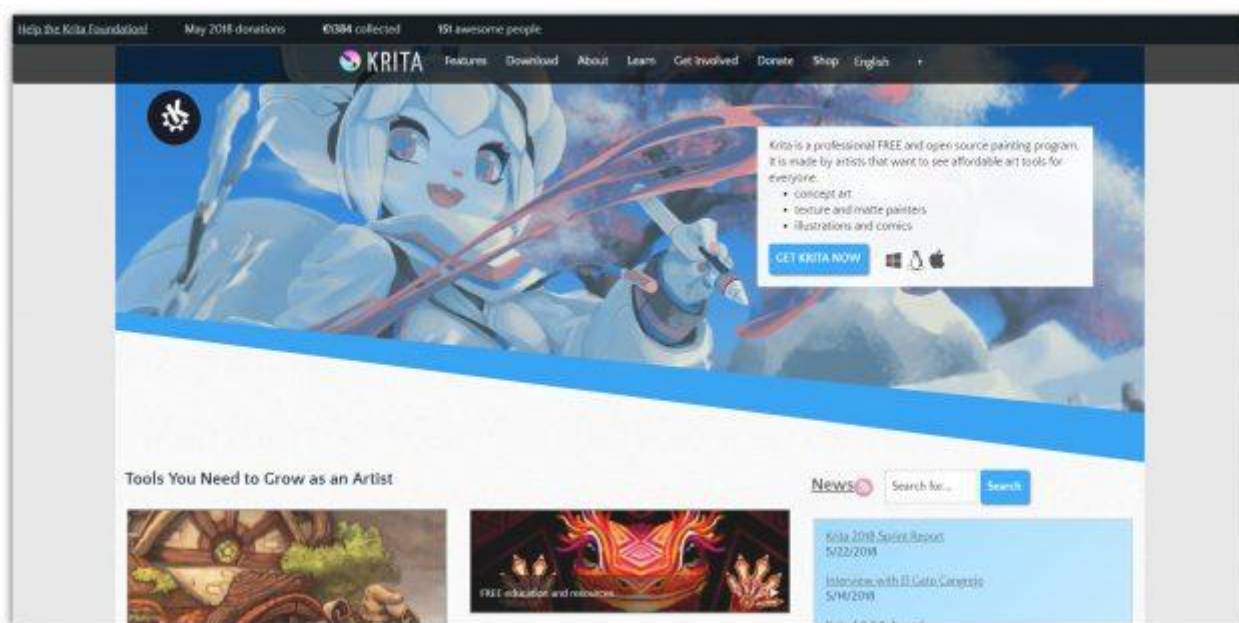 Help the Krita Foundation! May 2018 donations €1384 collected 151 awesome people
KRITA Features Download About Learn Get Involved Donate Shop English
Krita is a professional FREE and open source painting program.
It is made by artists that want to see affordable art tools for
everyone.
• concept art
• texture and matte painters
• illustrations and comics
GET KRITA NOW
Tools You Need to Grow as an Artist
News Search for... Search
Krita 2018 Sprint Report
5/22/2018
Interview with El Gato Cangrejo
5/14/2018
FREE education and resources